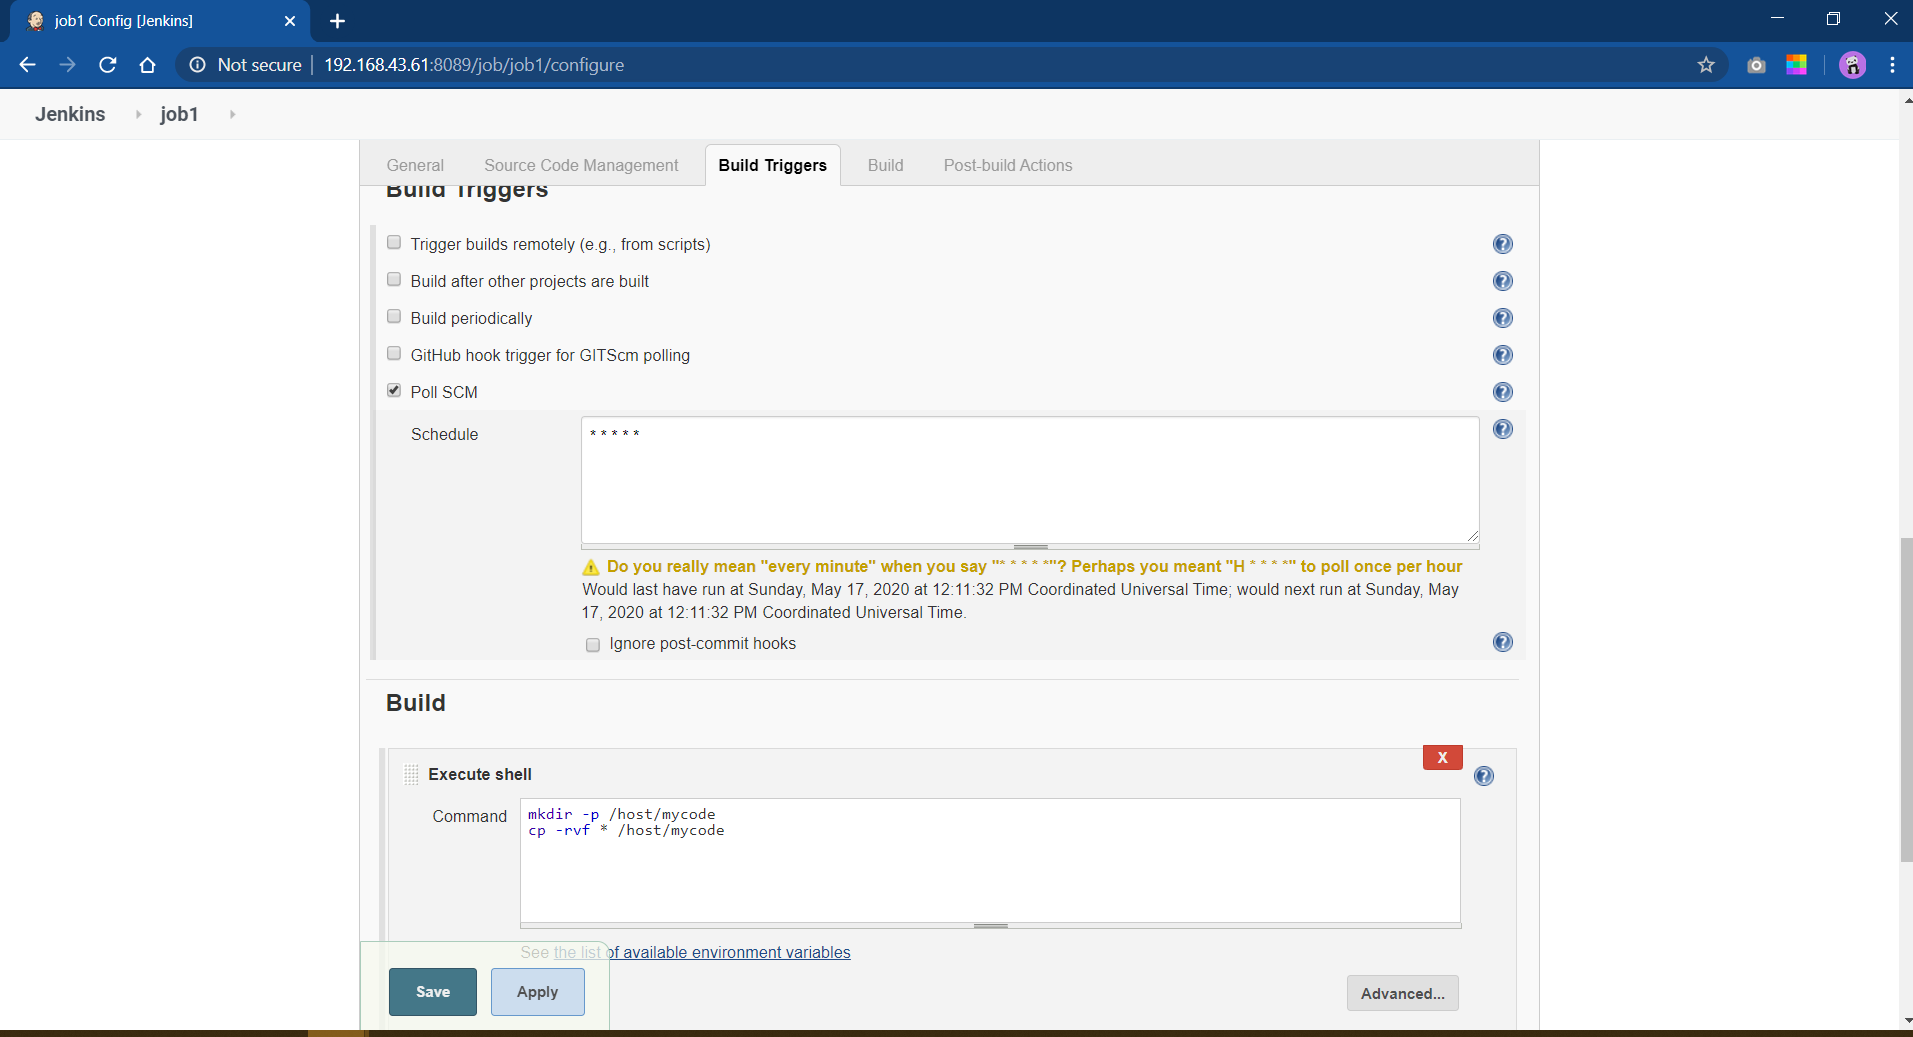 job1 Config [Jenkins]
Not secure | 192.168.43.61:8089/job/job1/configure
Jenkins job1
General Source Code Management Build Triggers Build Post-build Actions
Build Triggers
Trigger builds remotely (e.g., from scripts)
Build after other projects are built
Build periodically
GitHub hook trigger for GITScm polling
Poll SCM
Schedule
* * * * *
Do you really mean "every minute" when you say "* * * * *"? Perhaps you meant "H * * * *" to poll once per hour
Would last have run at Sunday, May 17, 2020 at 12:11:32 PM Coordinated Universal Time; would next run at Sunday, May
17, 2020 at 12:11:32 PM Coordinated Universal Time.
Ignore post-commit hooks
Build
X
Execute shell
Command
mkdir -p /host/mycode
cp -rvf * /host/mycode
See the list of available environment variables
Save Apply
Advanced...